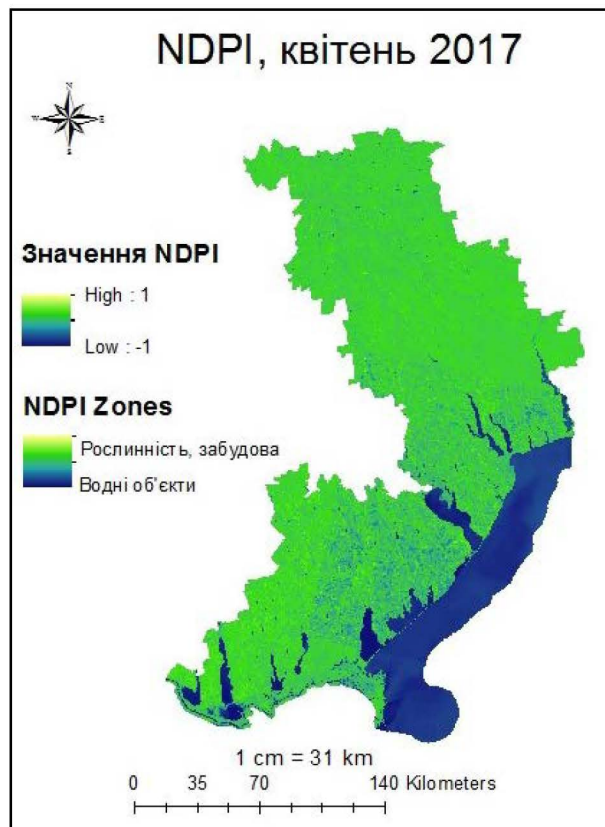 NDPI, квітень 2017
N
W
E
S
Значення NDPI
High : 1
Low : -1
NDPI Zones
Рослинність, забудова
Водні об'єкти
1 cm = 31 km
0 35 70 140 Kilometers